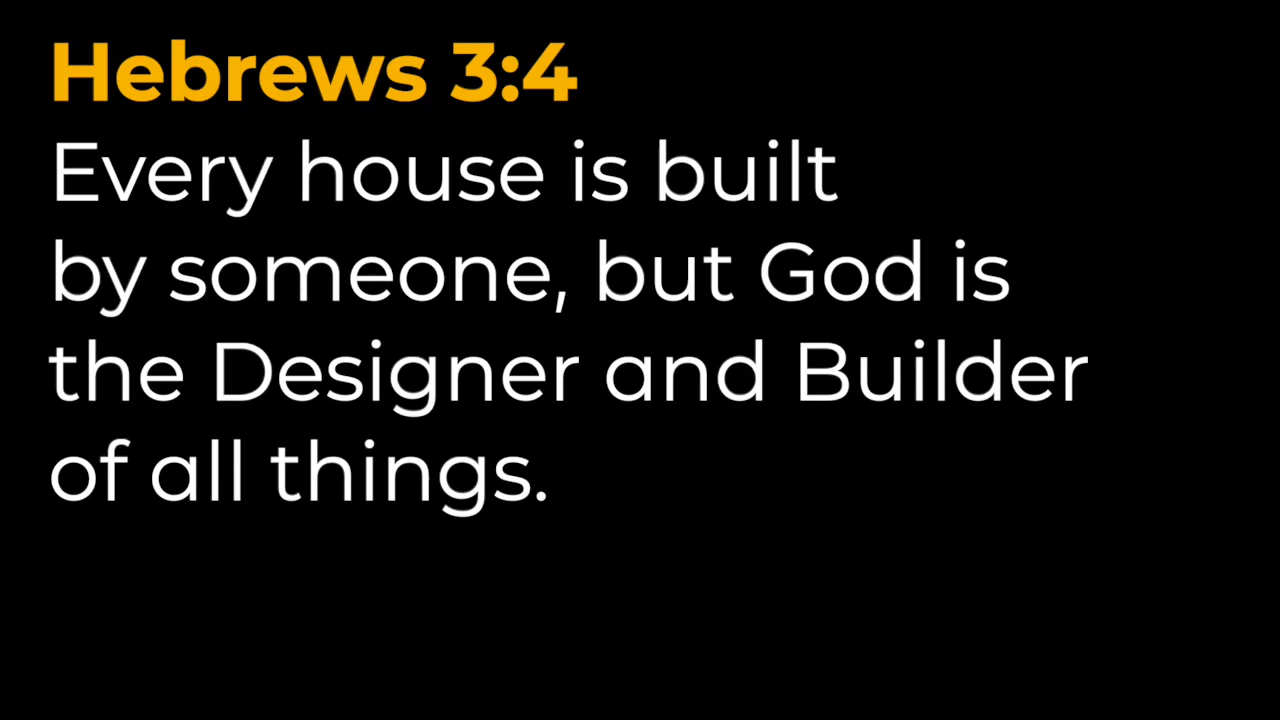 Hebrews 3:4
Every house is built
by someone, but God is
the Designer and Builder
of all things.